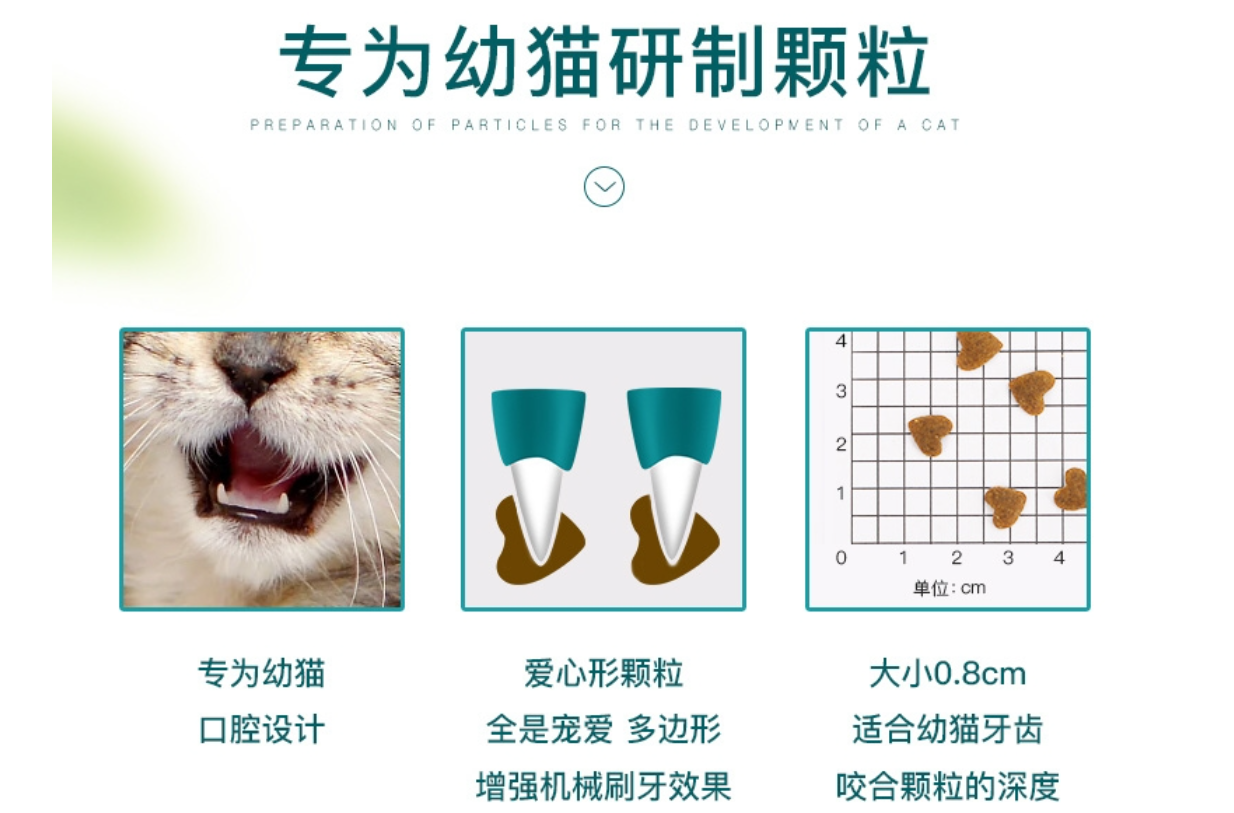 专为幼猫研制颗粒
PREPARATION OF PARTICLES FOR THE DEVELOPMENT OF A CAT
4
3
2
1
0 1 2 3 4
单位: cm
专为幼猫
口腔设计
爱心形颗粒
全是宠爱 多边形
增强机械刷牙效果
大小0.8cm
适合幼猫牙齿
咬合颗粒的深度